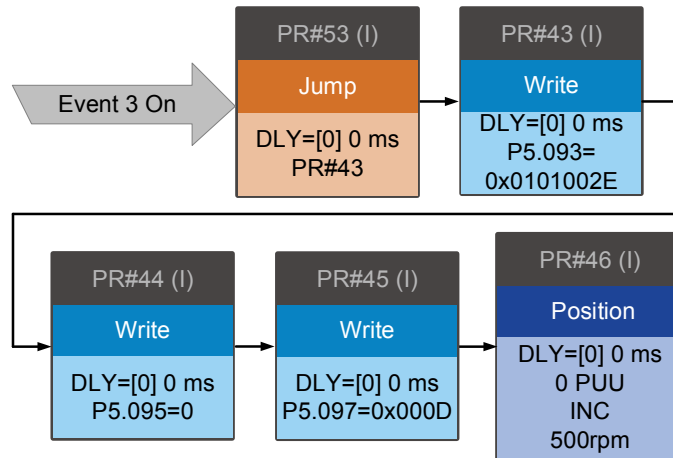 Event 3 On
PR#53 (I)
Jump
DLY=[0] 0 ms
PR#43
PR#43 (I)
Write
DLY=[0] 0 ms
P5.093=
0x0101002E
PR#44 (I)
Write
DLY=[0] 0 ms
P5.095=0
PR#45 (I)
Write
DLY=[0] 0 ms
P5.097=0x000D
PR#46 (I)
Position
DLY=[0] 0 ms
0 PUU
INC
500rpm